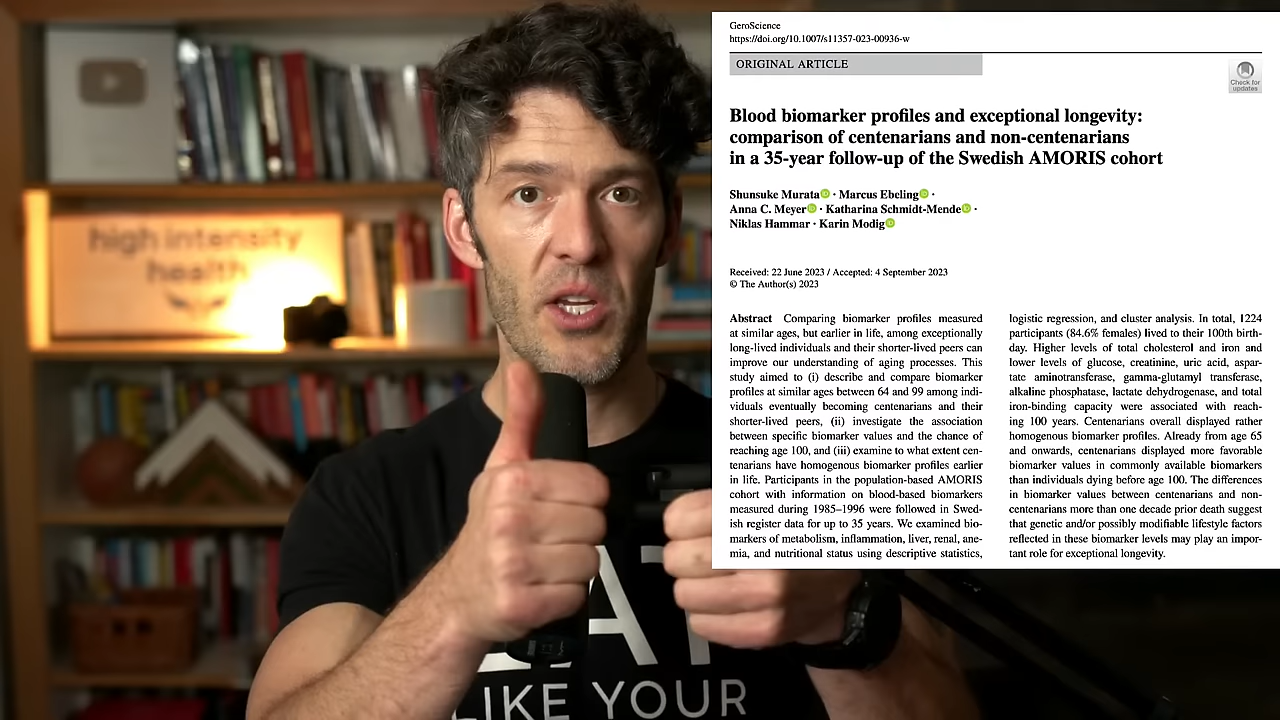 high intensity
health
EAT
LIKE YOUR
GeroScience
https://doi.org/10.1007/s11357-023-00936-w
ORIGINAL ARTICLE
Check for
updates
Blood biomarker profiles and exceptional longevity:
comparison of centenarians and non-centenarians
in a 35-year follow-up of the Swedish AMORIS cohort
Shunsuke Murata · Marcus Ebeling ·
Anna C. Meyer · Katharina Schmidt-Mende ·
Niklas Hammar · Karin Modig
Received: 22 June 2023 / Accepted: 4 September 2023
© The Author(s) 2023
Abstract Comparing biomarker profiles measured
at similar ages, but earlier in life, among exceptionally
long-lived individuals and their shorter-lived peers can
improve our understanding of aging processes. This
study aimed to (i) describe and compare biomarker
profiles at similar ages between 64 and 99 among indi-
viduals eventually becoming centenarians and their
shorter-lived peers, (ii) investigate the association
between specific biomarker values and the chance of
reaching age 100, and (iii) examine to what extent cen-
tenarians have homogenous biomarker profiles earlier
in life. Participants in the population-based AMORIS
cohort with information on blood-based biomarkers
measured during 1985–1996 were followed in Swed-
ish register data for up to 35 years. We examined bio-
markers of metabolism, inflammation, liver, renal, ane-
mia, and nutritional status using descriptive statistics,
logistic regression, and cluster analysis. In total, 1224
participants (84.6% females) lived to their 100th birth-
day. Higher levels of total cholesterol and iron and
lower levels of glucose, creatinine, uric acid, aspar-
tate aminotransferase, gamma-glutamyl transferase,
alkaline phosphatase, lactate dehydrogenase, and total
iron-binding capacity were associated with reach-
ing 100 years. Centenarians overall displayed rather
homogenous biomarker profiles. Already from age 65
and onwards, centenarians displayed more favorable
biomarker values in commonly available biomarkers
than individuals dying before age 100. The differences
in biomarker values between centenarians and non-
centenarians more than one decade prior death suggest
that genetic and/or possibly modifiable lifestyle factors
reflected in these biomarker levels may play an impor-
tant role for exceptional longevity.